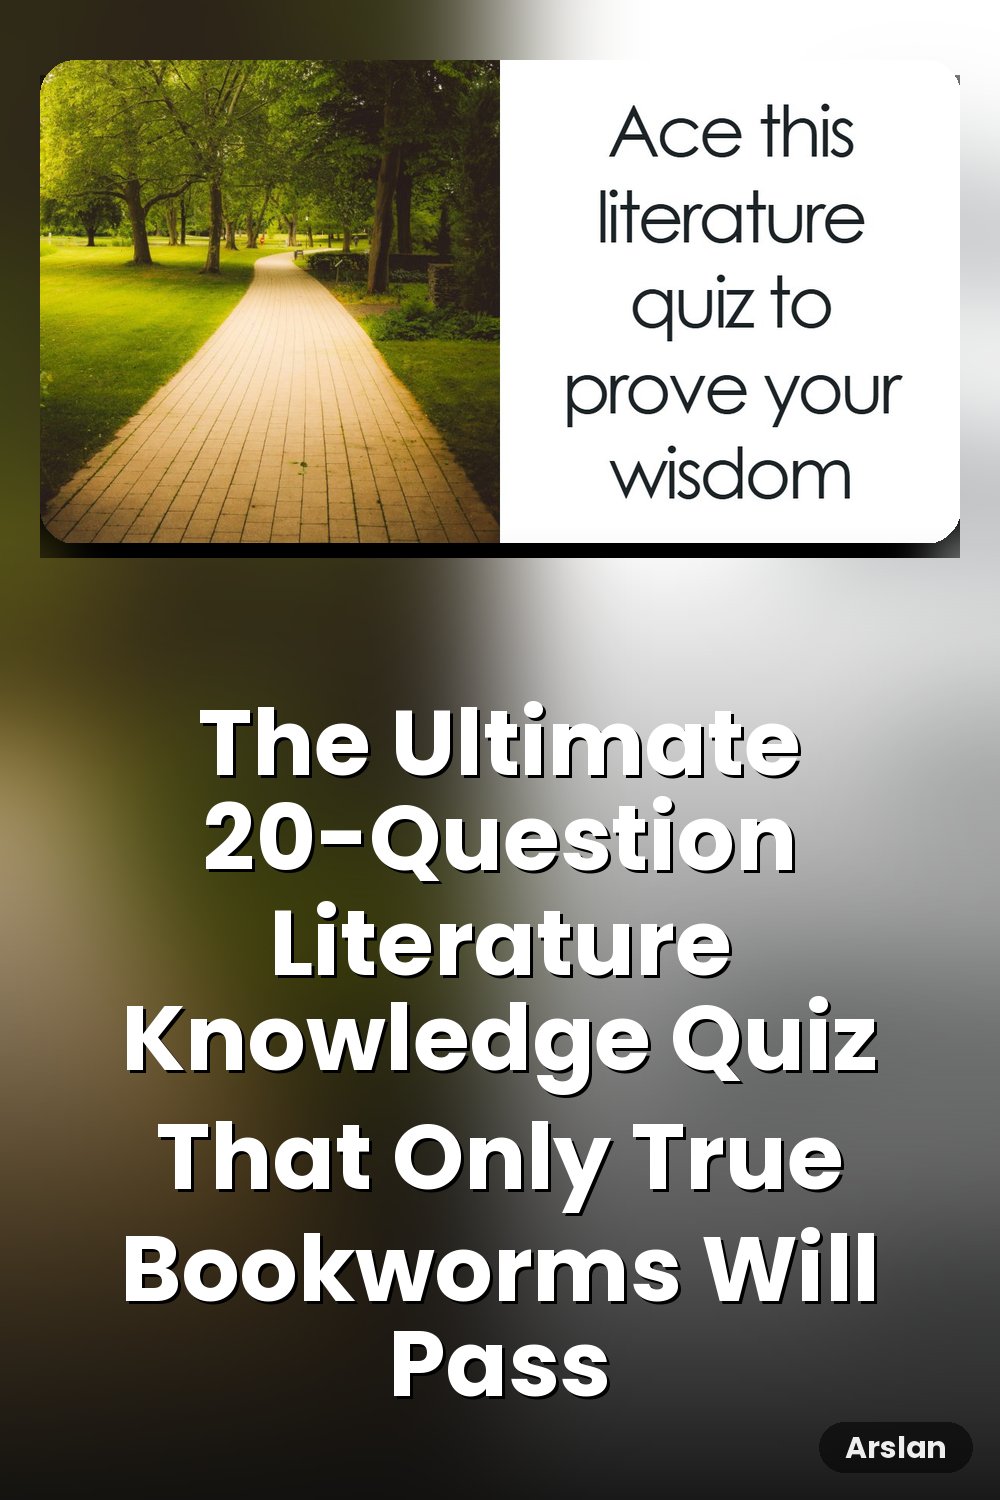 Ace this
literature
quiz to
prove your
wisdom
The Ultimate
20-Question
Literature
Knowledge Quiz
That Only True
Bookworms Will
Pass
Arslan